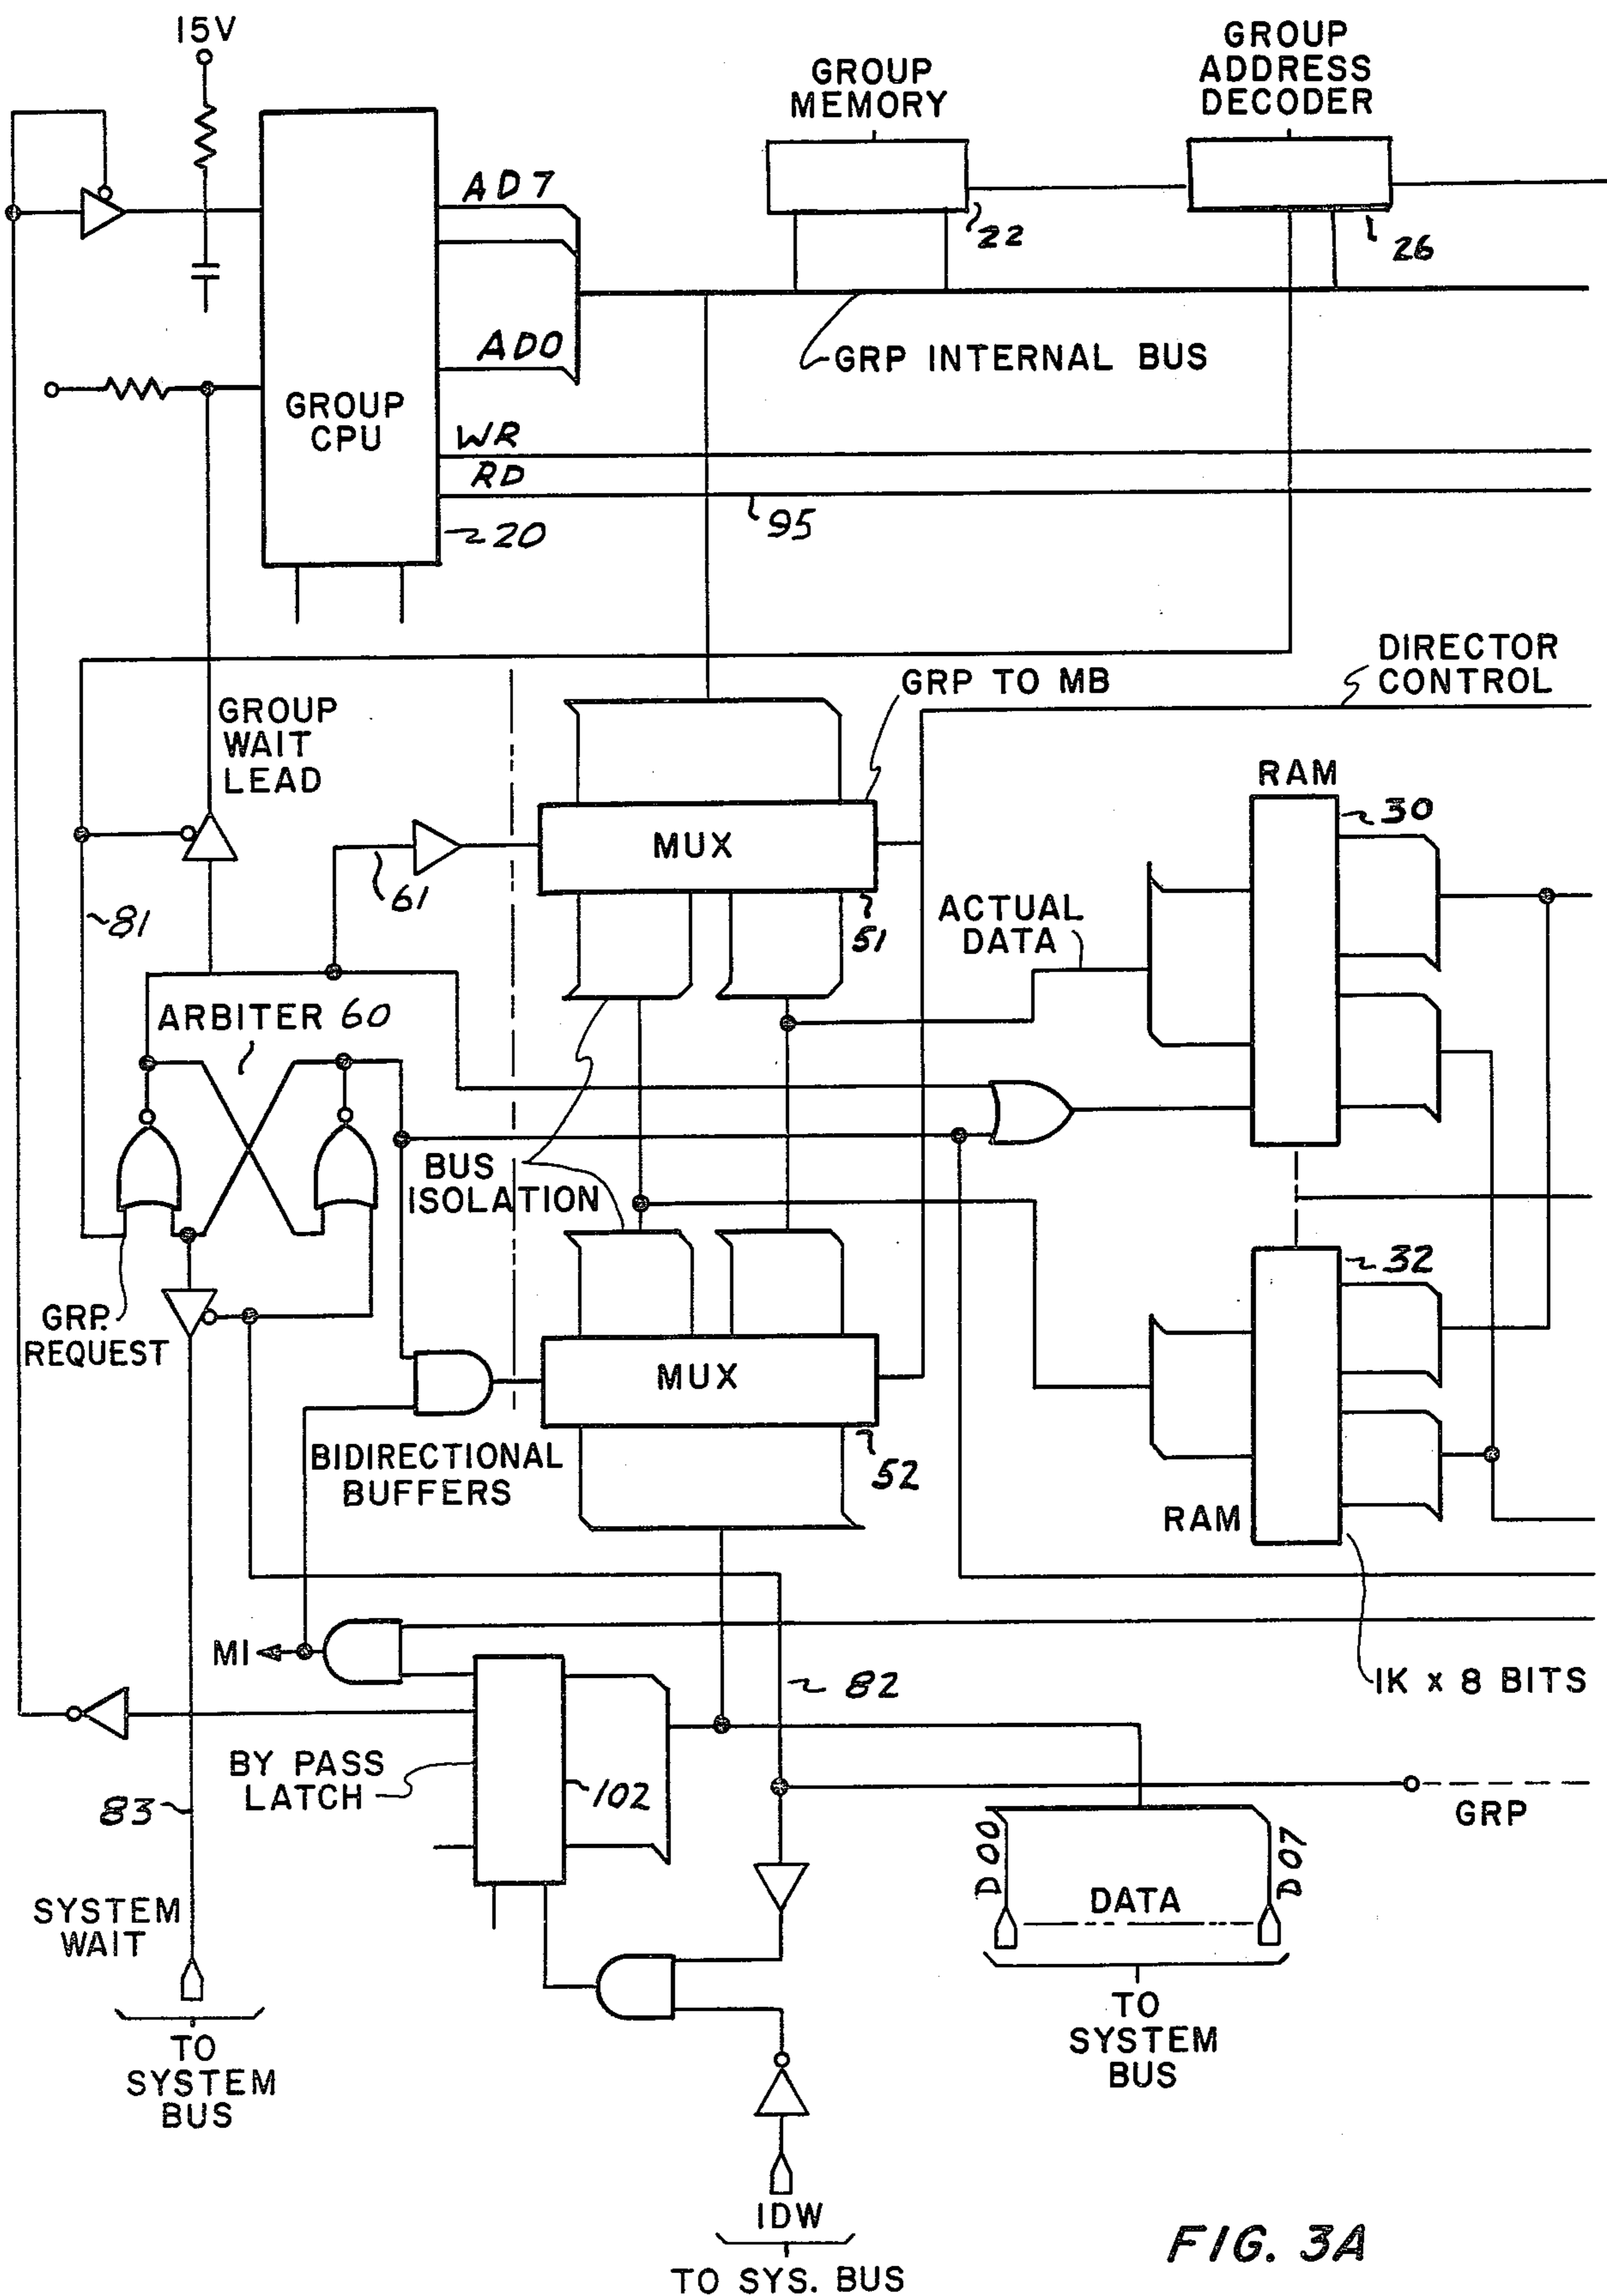 15V
GROUP
MEMORY
GROUP
ADDRESS
DECODER
AD7
22
26
AD0
GRP INTERNAL BUS
GROUP
CPU
WR
RD
20
95
DIRECTOR
CONTROL
GRP TO MB
GROUP
WAIT
LEAD
RAM
30
MUX
61
81
51
ACTUAL
DATA
ARBITER 60
BUS
ISOLATION
32
GRP.
REQUEST
MUX
BIDIRECTIONAL
BUFFERS
52
RAM
MI
82
1K x 8 BITS
BY PASS
LATCH
102
83
GRP
D00
D07
DATA
SYSTEM
WAIT
TO
SYSTEM
BUS
TO
SYSTEM
BUS
IDW
TO SYS. BUS
FIG. 3A